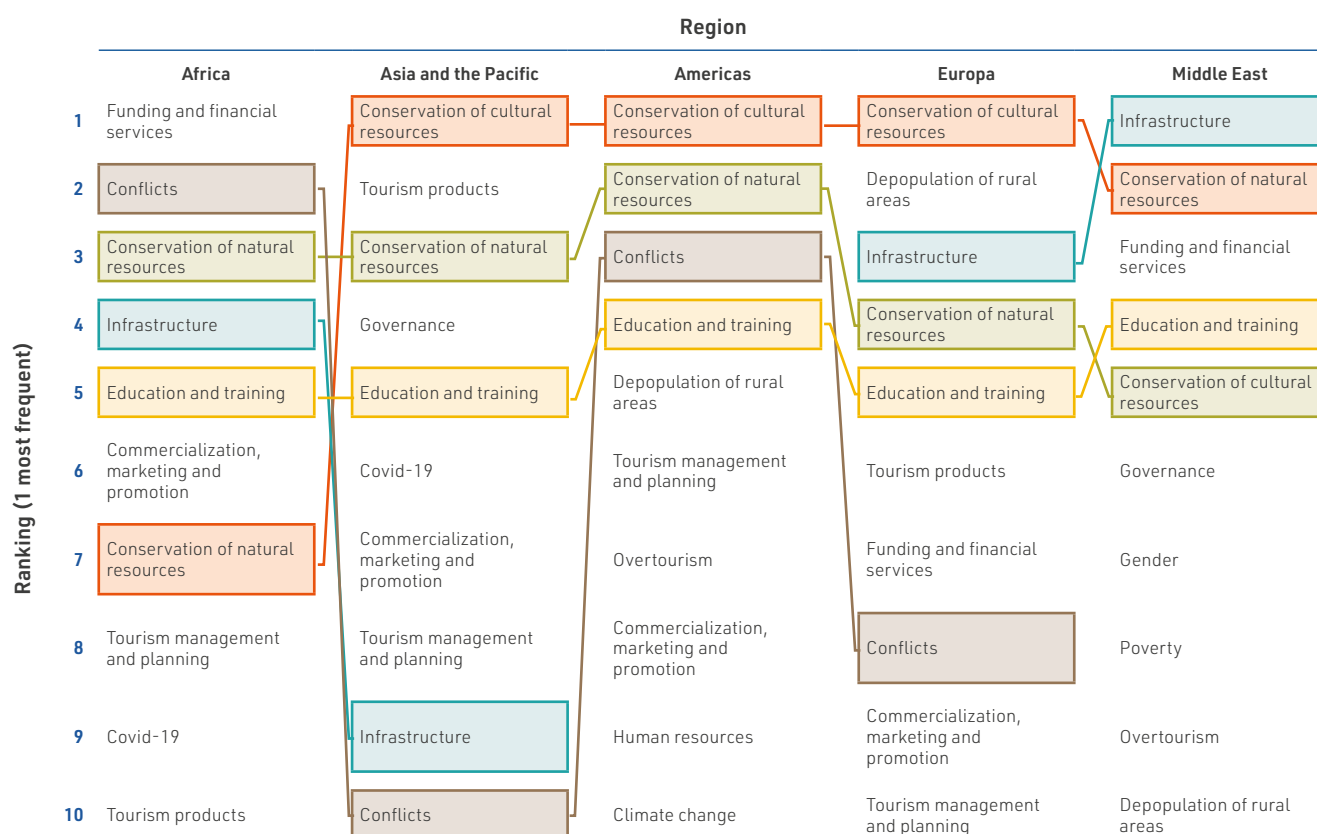 Region
Africa
Asia and the Pacific
Americas
Europa
Middle East
Ranking (1 most frequent)
1
Funding and financial
services
Conservation of cultural
resources
Conservation of cultural
resources
Conservation of cultural
resources
Infrastructure
2
Conflicts
Tourism products
Conservation of natural
resources
Depopulation of rural
areas
Conservation of natural
resources
3
Conservation of natural
resources
Conservation of natural
resources
Conflicts
Infrastructure
Funding and financial
services
4
Infrastructure
Governance
Education and training
Conservation of natural
resources
Education and training
5
Education and training
Education and training
Depopulation of rural
areas
Education and training
Conservation of cultural
resources
6
Commercialization,
marketing and
promotion
Covid-19
Tourism management
and planning
Tourism products
Governance
7
Conservation of natural
resources
Commercialization,
marketing and
promotion
Overtourism
Funding and financial
services
Gender
8
Tourism management
and planning
Tourism management
and planning
Commercialization,
marketing and
promotion
Conflicts
Poverty
9
Covid-19
Infrastructure
Human resources
Commercialization,
marketing and
promotion
Overtourism
10
Tourism products
Conflicts
Climate change
Tourism management
and planning
Depopulation of rural
areas